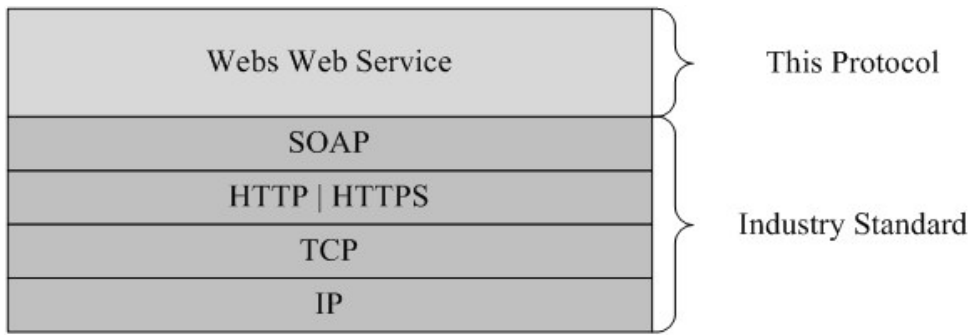 Webs Web Service
This Protocol
SOAP
HTTP | HTTPS
TCP
IP
Industry Standard